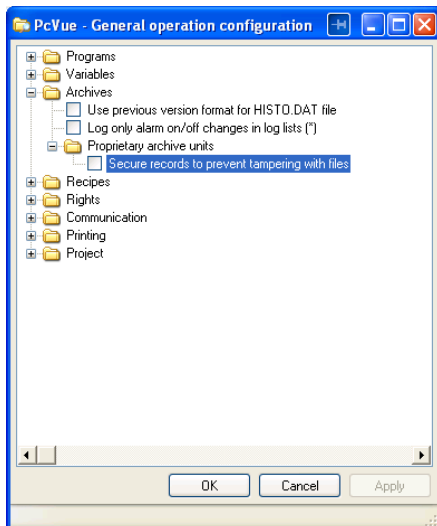 PcVue - General operation configuration
Programs
Variables
Archives
Use previous version format for HISTO.DAT file
Log only alarm on/off changes in log lists (*)
Proprietary archive units
Secure records to prevent tampering with files
Recipes
Rights
Communication
Printing
Project
OK Cancel Apply